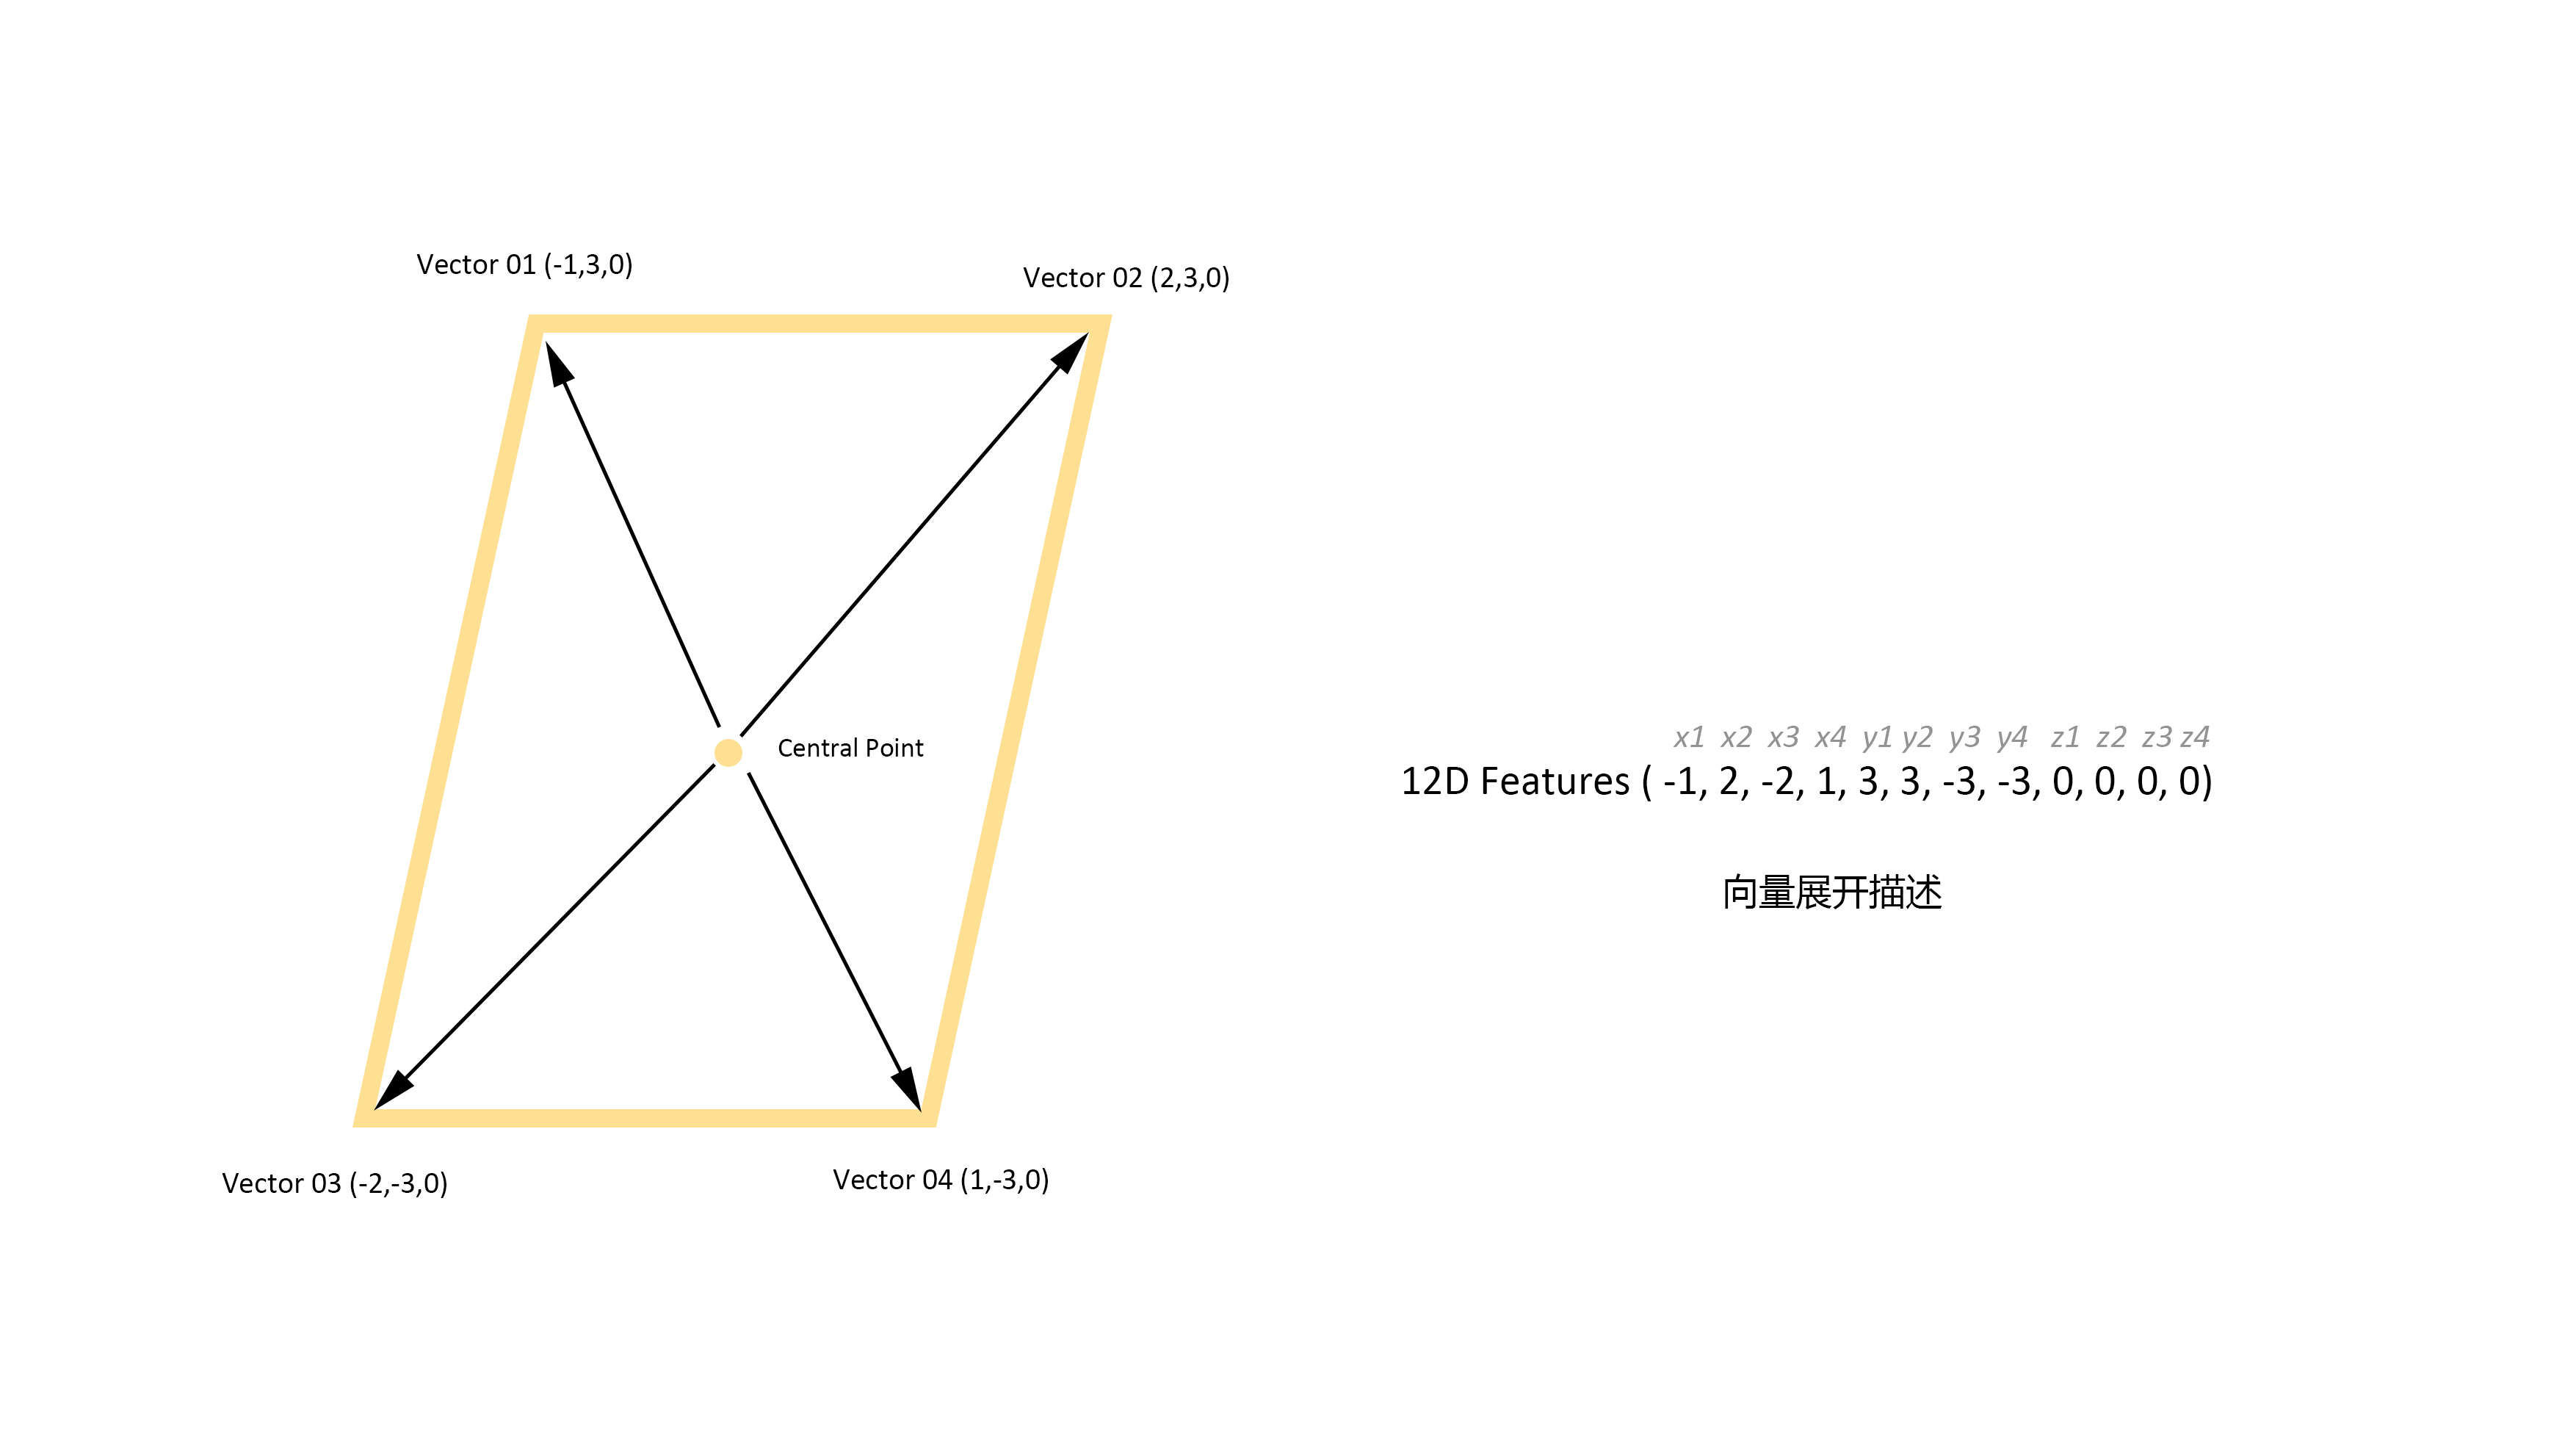 Vector 01 (-1,3,0)
Vector 02 (2,3,0)
Central Point
x1 x2 x3 x4 y1 y2 y3 y4 z1 z2 z3 z4
12D Features ( -1, 2, -2, 1, 3, 3, -3, -3, 0, 0, 0, 0)
向量展开描述
Vector 03 (-2,-3,0)
Vector 04 (1,-3,0)